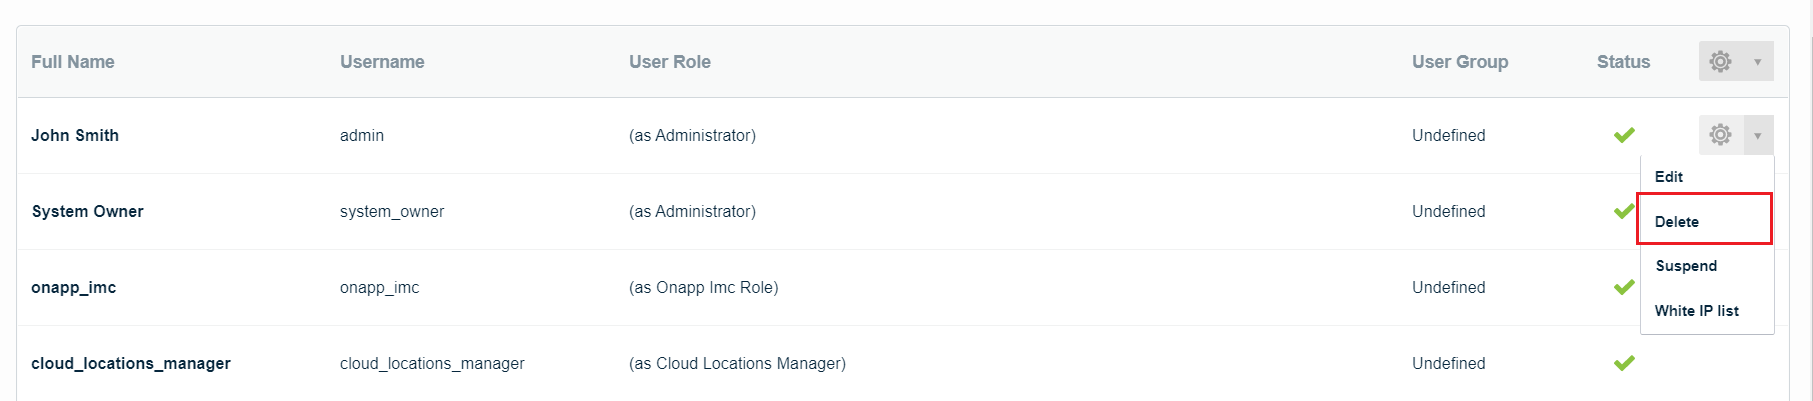 Full Name Username User Role User Group Status
John Smith admin (as Administrator) Undefined
Edit
System Owner system_owner (as Administrator) Undefined
Delete
Suspend
onapp_imc onapp_imc (as Onapp Imc Role) Undefined
White IP list
cloud_locations_manager cloud_locations_manager (as Cloud Locations Manager) Undefined